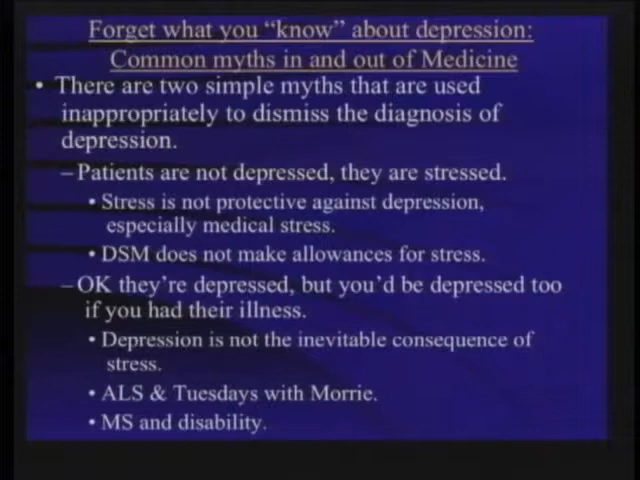 Forget what you “know” about depression:
Common myths in and out of Medicine
• There are two simple myths that are used
inappropriately to dismiss the diagnosis of
depression.
–Patients are not depressed, they are stressed.
• Stress is not protective against depression,
especially medical stress.
• DSM does not make allowances for stress.
–OK they’re depressed, but you’d be depressed too
if you had their illness.
• Depression is not the inevitable consequence of
stress.
• ALS & Tuesdays with Morrie.
• MS and disability.